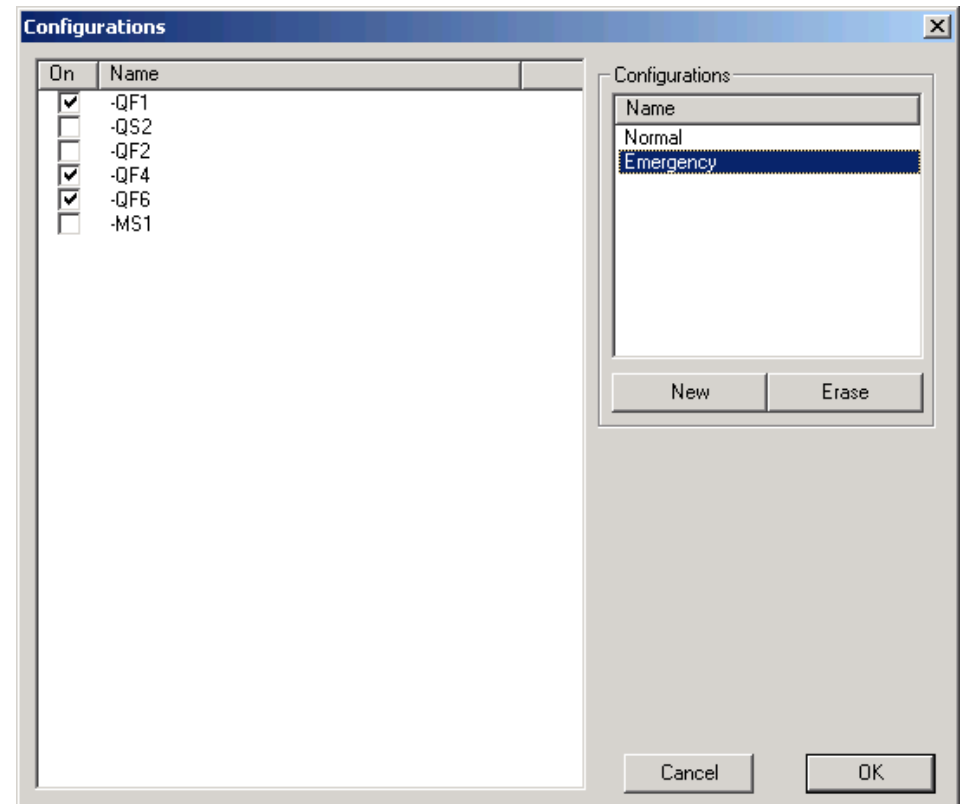 Configurations
On Name
-QF1
-QS2
-QF2
-QF4
-QF6
-MS1
Configurations
Name
Normal
Emergency
New Erase
Cancel OK